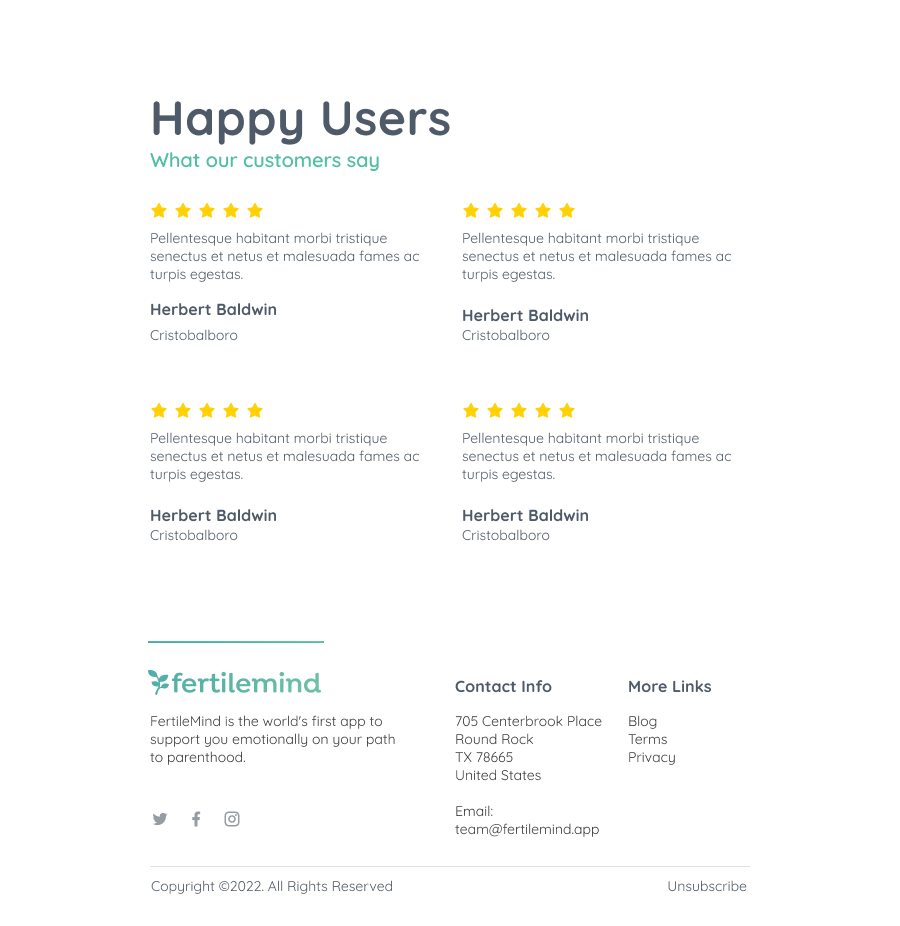 Happy Users
What our customers say
Pellentesque habitant morbi tristique
senectus et netus et malesuada fames ac
turpis egestas.
Herbert Baldwin
Cristobalboro
Pellentesque habitant morbi tristique
senectus et netus et malesuada fames ac
turpis egestas.
Herbert Baldwin
Cristobalboro
Pellentesque habitant morbi tristique
senectus et netus et malesuada fames ac
turpis egestas.
Herbert Baldwin
Cristobalboro
Pellentesque habitant morbi tristique
senectus et netus et malesuada fames ac
turpis egestas.
Herbert Baldwin
Cristobalboro
fertilemind
FertileMind is the world's first app to
support you emotionally on your path
to parenthood.
Contact Info
705 Centerbrook Place
Round Rock
TX 78665
United States
Email:
team@fertilemind.app
More Links
Blog
Terms
Privacy
Copyright ©2022. All Rights Reserved
Unsubscribe